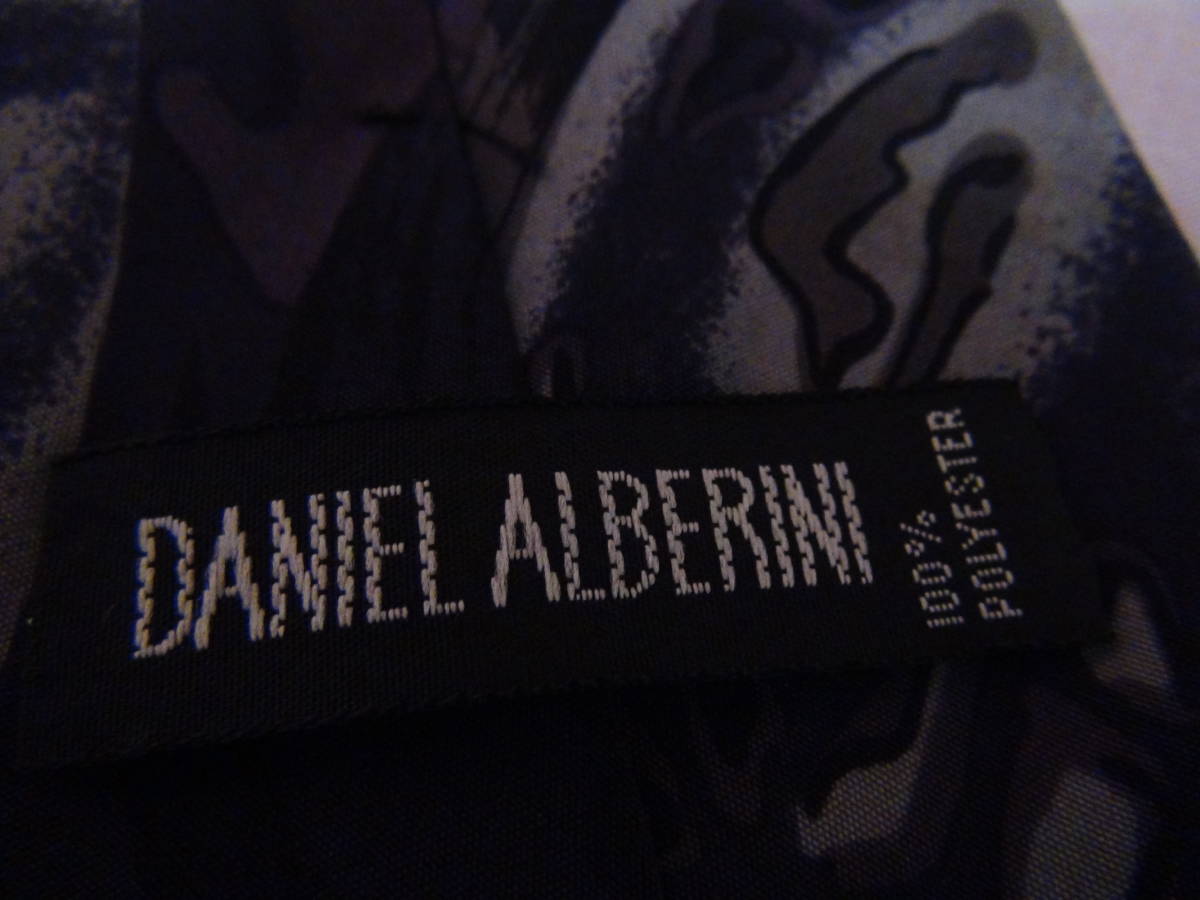 DANIEL ALBERINI
100%
POLYESTER